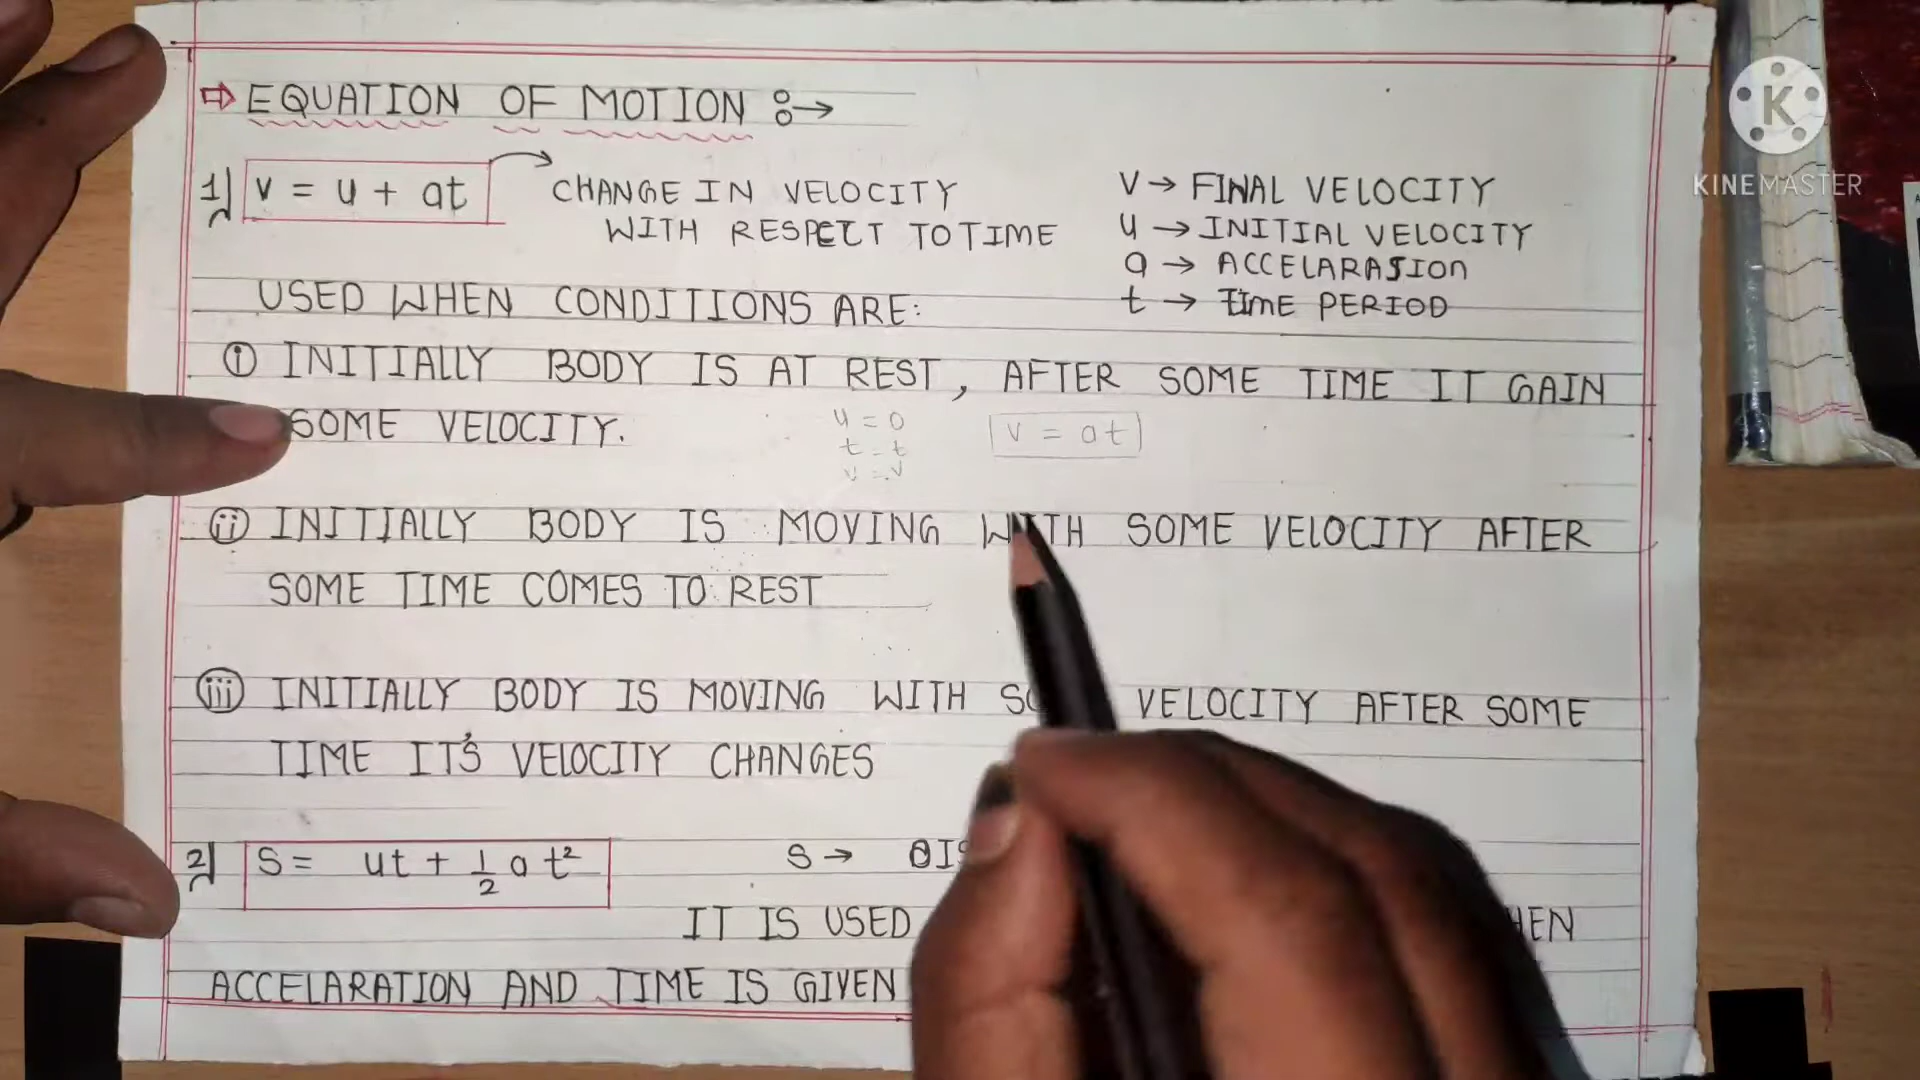 ⇒ EQUATION OF MOTION :→
1) v = u + at
CHANGE IN VELOCITY
WITH RESPECT TO TIME
V → FINAL VELOCITY
u → INITIAL VELOCITY
a → ACCELARASION
t → TIME PERIOD
USED WHEN CONDITIONS ARE:
(i) INITIALLY BODY IS AT REST, AFTER SOME TIME IT GAIN
SOME VELOCITY.
u = 0
t = t
v = v
v = at
(ii) INITIALLY BODY IS MOVING WITH SOME VELOCITY AFTER
SOME TIME COMES TO REST
(iii) INITIALLY BODY IS MOVING WITH VELOCITY AFTER SOME
TIME IT'S VELOCITY CHANGES
2) S = ut + 1/2 a t²
S →
IT IS USED
ACCELARATION AND TIME IS GIVEN
K
KINEMASTER